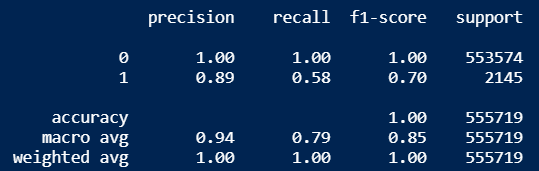 precision recall f1-score support
0 1.00 1.00 1.00 553574
1 0.89 0.58 0.70 2145
accuracy 1.00 555719
macro avg 0.94 0.79 0.85 555719
weighted avg 1.00 1.00 1.00 555719